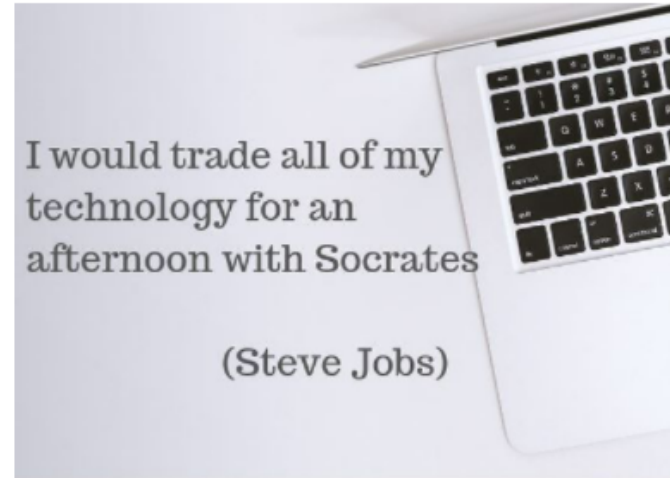 I would trade all of my
technology for an
afternoon with Socrates
(Steve Jobs)
Q W E
A S D
Z X